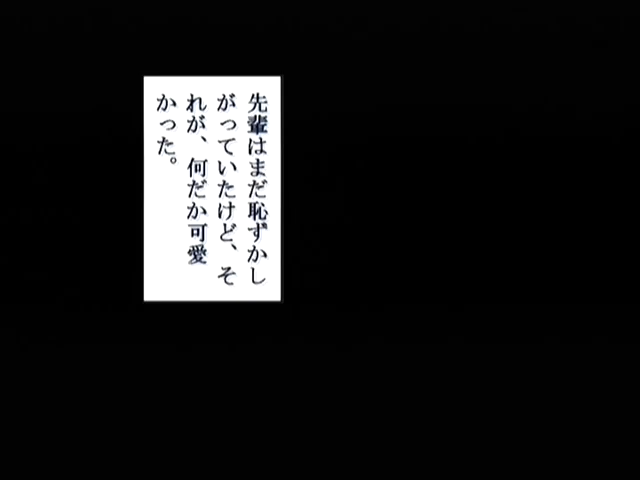 先輩はまだ恥ずかし
がっていたけど、そ
れが、何だか可愛
かった。